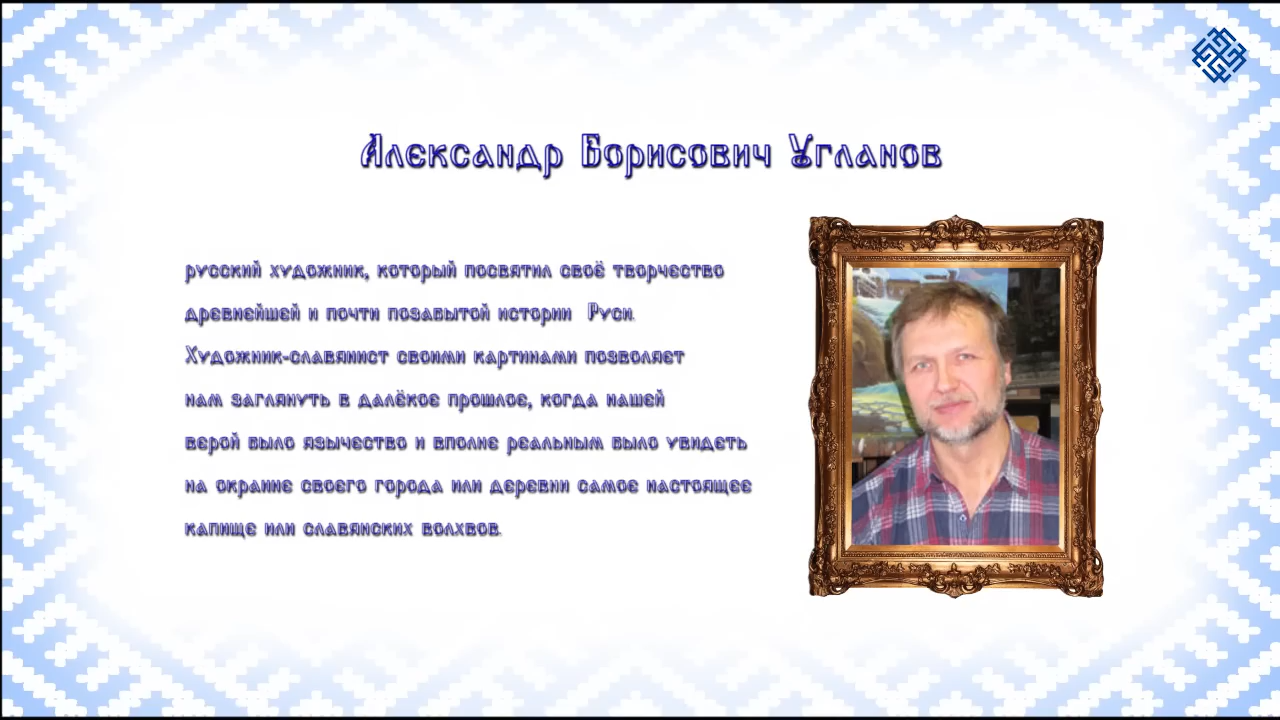 Александр Борисович Угланов
русский художник, который посвятил своё творчество
древнейшей и почти позабытой истории Руси.
Художник-славянист своими картинами позволяет
нам заглянуть в далёкое прошлое, когда нашей
верой было язычество и вполне реальным было увидеть
на окраине своего города или деревни самое настоящее
капище или славянских волхвов.